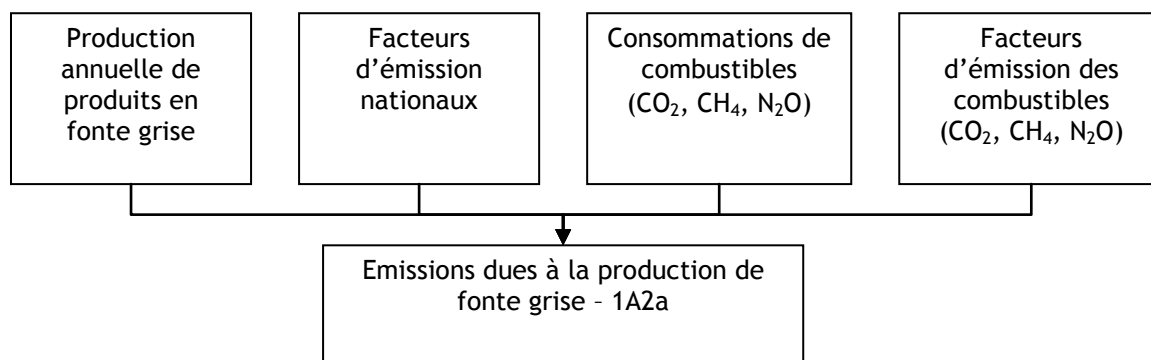 Production
annuelle de
produits en
fonte grise
Facteurs
d’émission
nationaux
Consommations de
combustibles
(CO₂, CH₄, N₂O)
Facteurs
d’émission des
combustibles
(CO₂, CH₄, N₂O)
Emissions dues à la production de
fonte grise – 1A2a